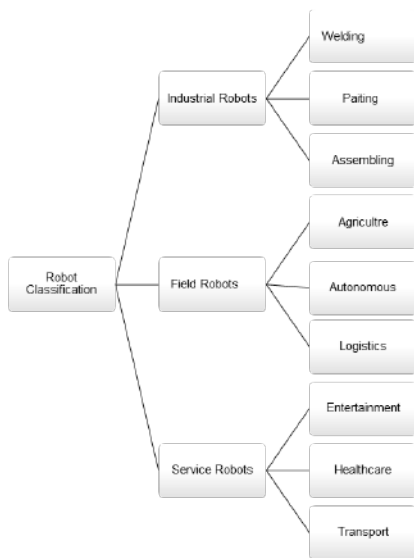 Robot
Classification
Industrial Robots
Welding
Paiting
Assembling
Field Robots
Agricultre
Autonomous
Logistics
Service Robots
Entertainment
Healthcare
Transport